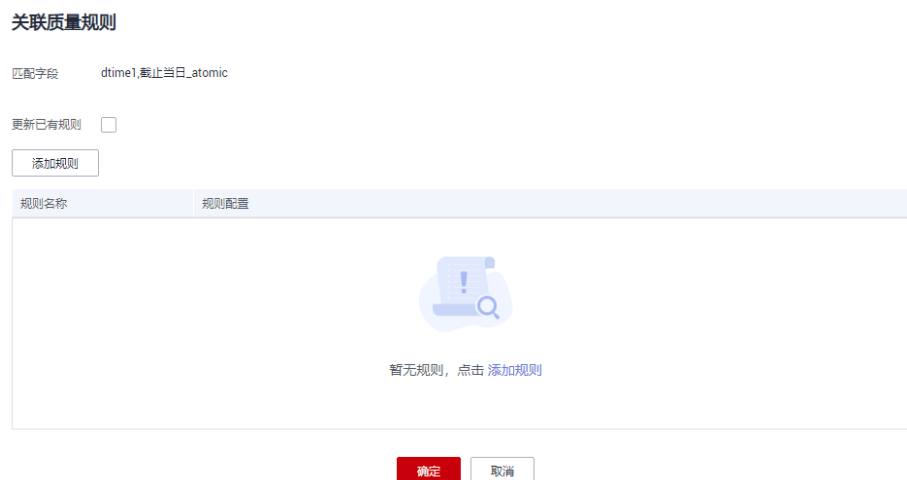 关联质量规则
匹配字段 dtime1,截止当日_atomic
更新已有规则
添加规则
规则名称 规则配置
暂无规则，点击 添加规则
确定 取消